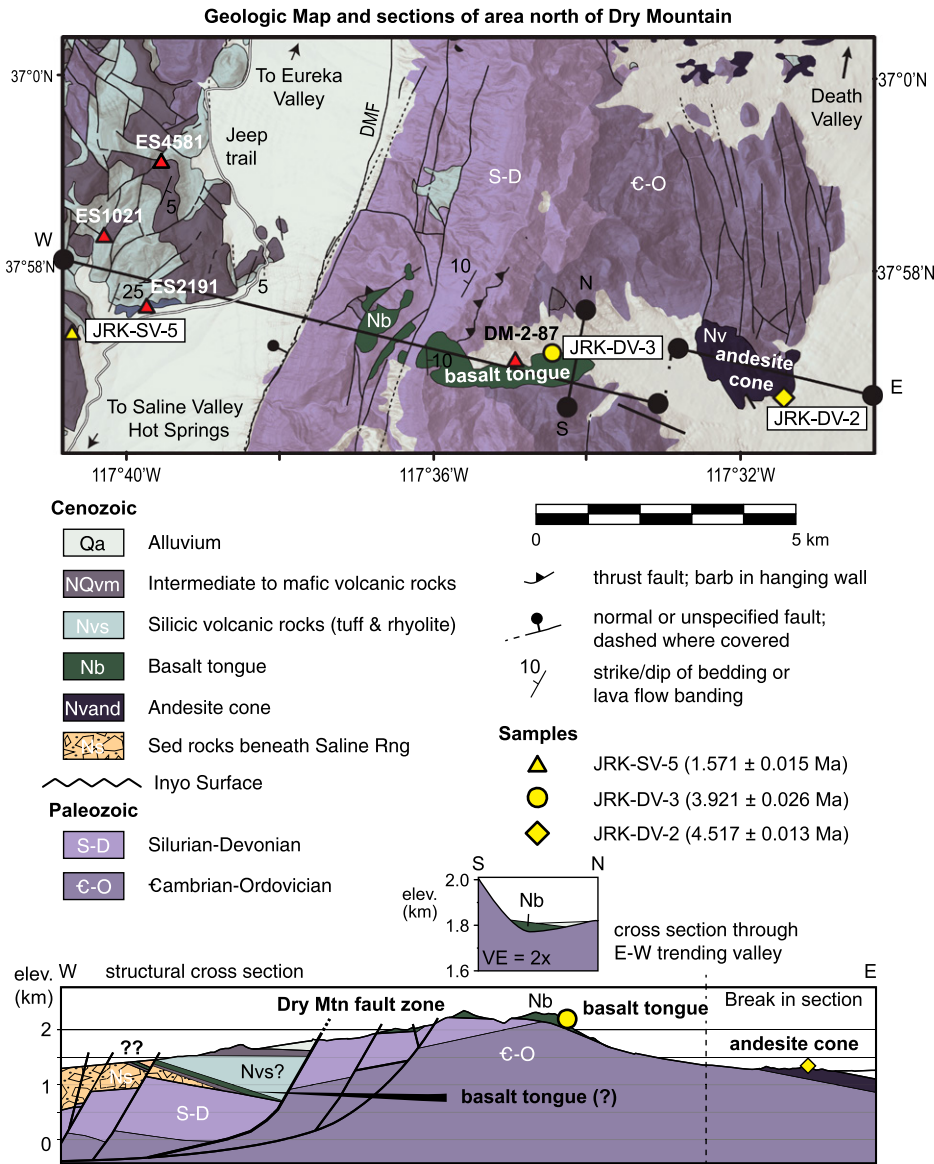 Geologic Map and sections of area north of Dry Mountain
37°0'N
37°0'N
To Eureka
Valley
DMF
Death
Valley
Jeep
trail
ES4581
S-D
Є-O
5
ES1021
W
37°58'N
37°58'N
10
ES2191
25
5
N
JRK-SV-5
Nb
DM-2-87
JRK-DV-3
Nv
andesite
cone
10
basalt tongue
E
To Saline Valley
Hot Springs
S
JRK-DV-2
117°40'W
117°36'W
117°32'W
Cenozoic
Qa
Alluvium
NQvm
Intermediate to mafic volcanic rocks
Nvs
Silicic volcanic rocks (tuff & rhyolite)
Nb
Basalt tongue
Nvand
Andesite cone
Ns
Sed rocks beneath Saline Rng
Inyo Surface
Paleozoic
S-D
Silurian-Devonian
Є-O
Єambrian-Ordovician
0
5 km
thrust fault; barb in hanging wall
normal or unspecified fault;
dashed where covered
10
strike/dip of bedding or
lava flow banding
Samples
JRK-SV-5 (1.571 ± 0.015 Ma)
JRK-DV-3 (3.921 ± 0.026 Ma)
JRK-DV-2 (4.517 ± 0.013 Ma)
S
N
2.0
elev.
(km)
Nb
1.8
VE = 2x
1.6
cross section through
E-W trending valley
elev.
(km)
W
structural cross section
E
Dry Mtn fault zone
Nb
basalt tongue
Break in section
2
??
andesite cone
Ns
Nvs?
Є-O
1
basalt tongue (?)
S-D
0